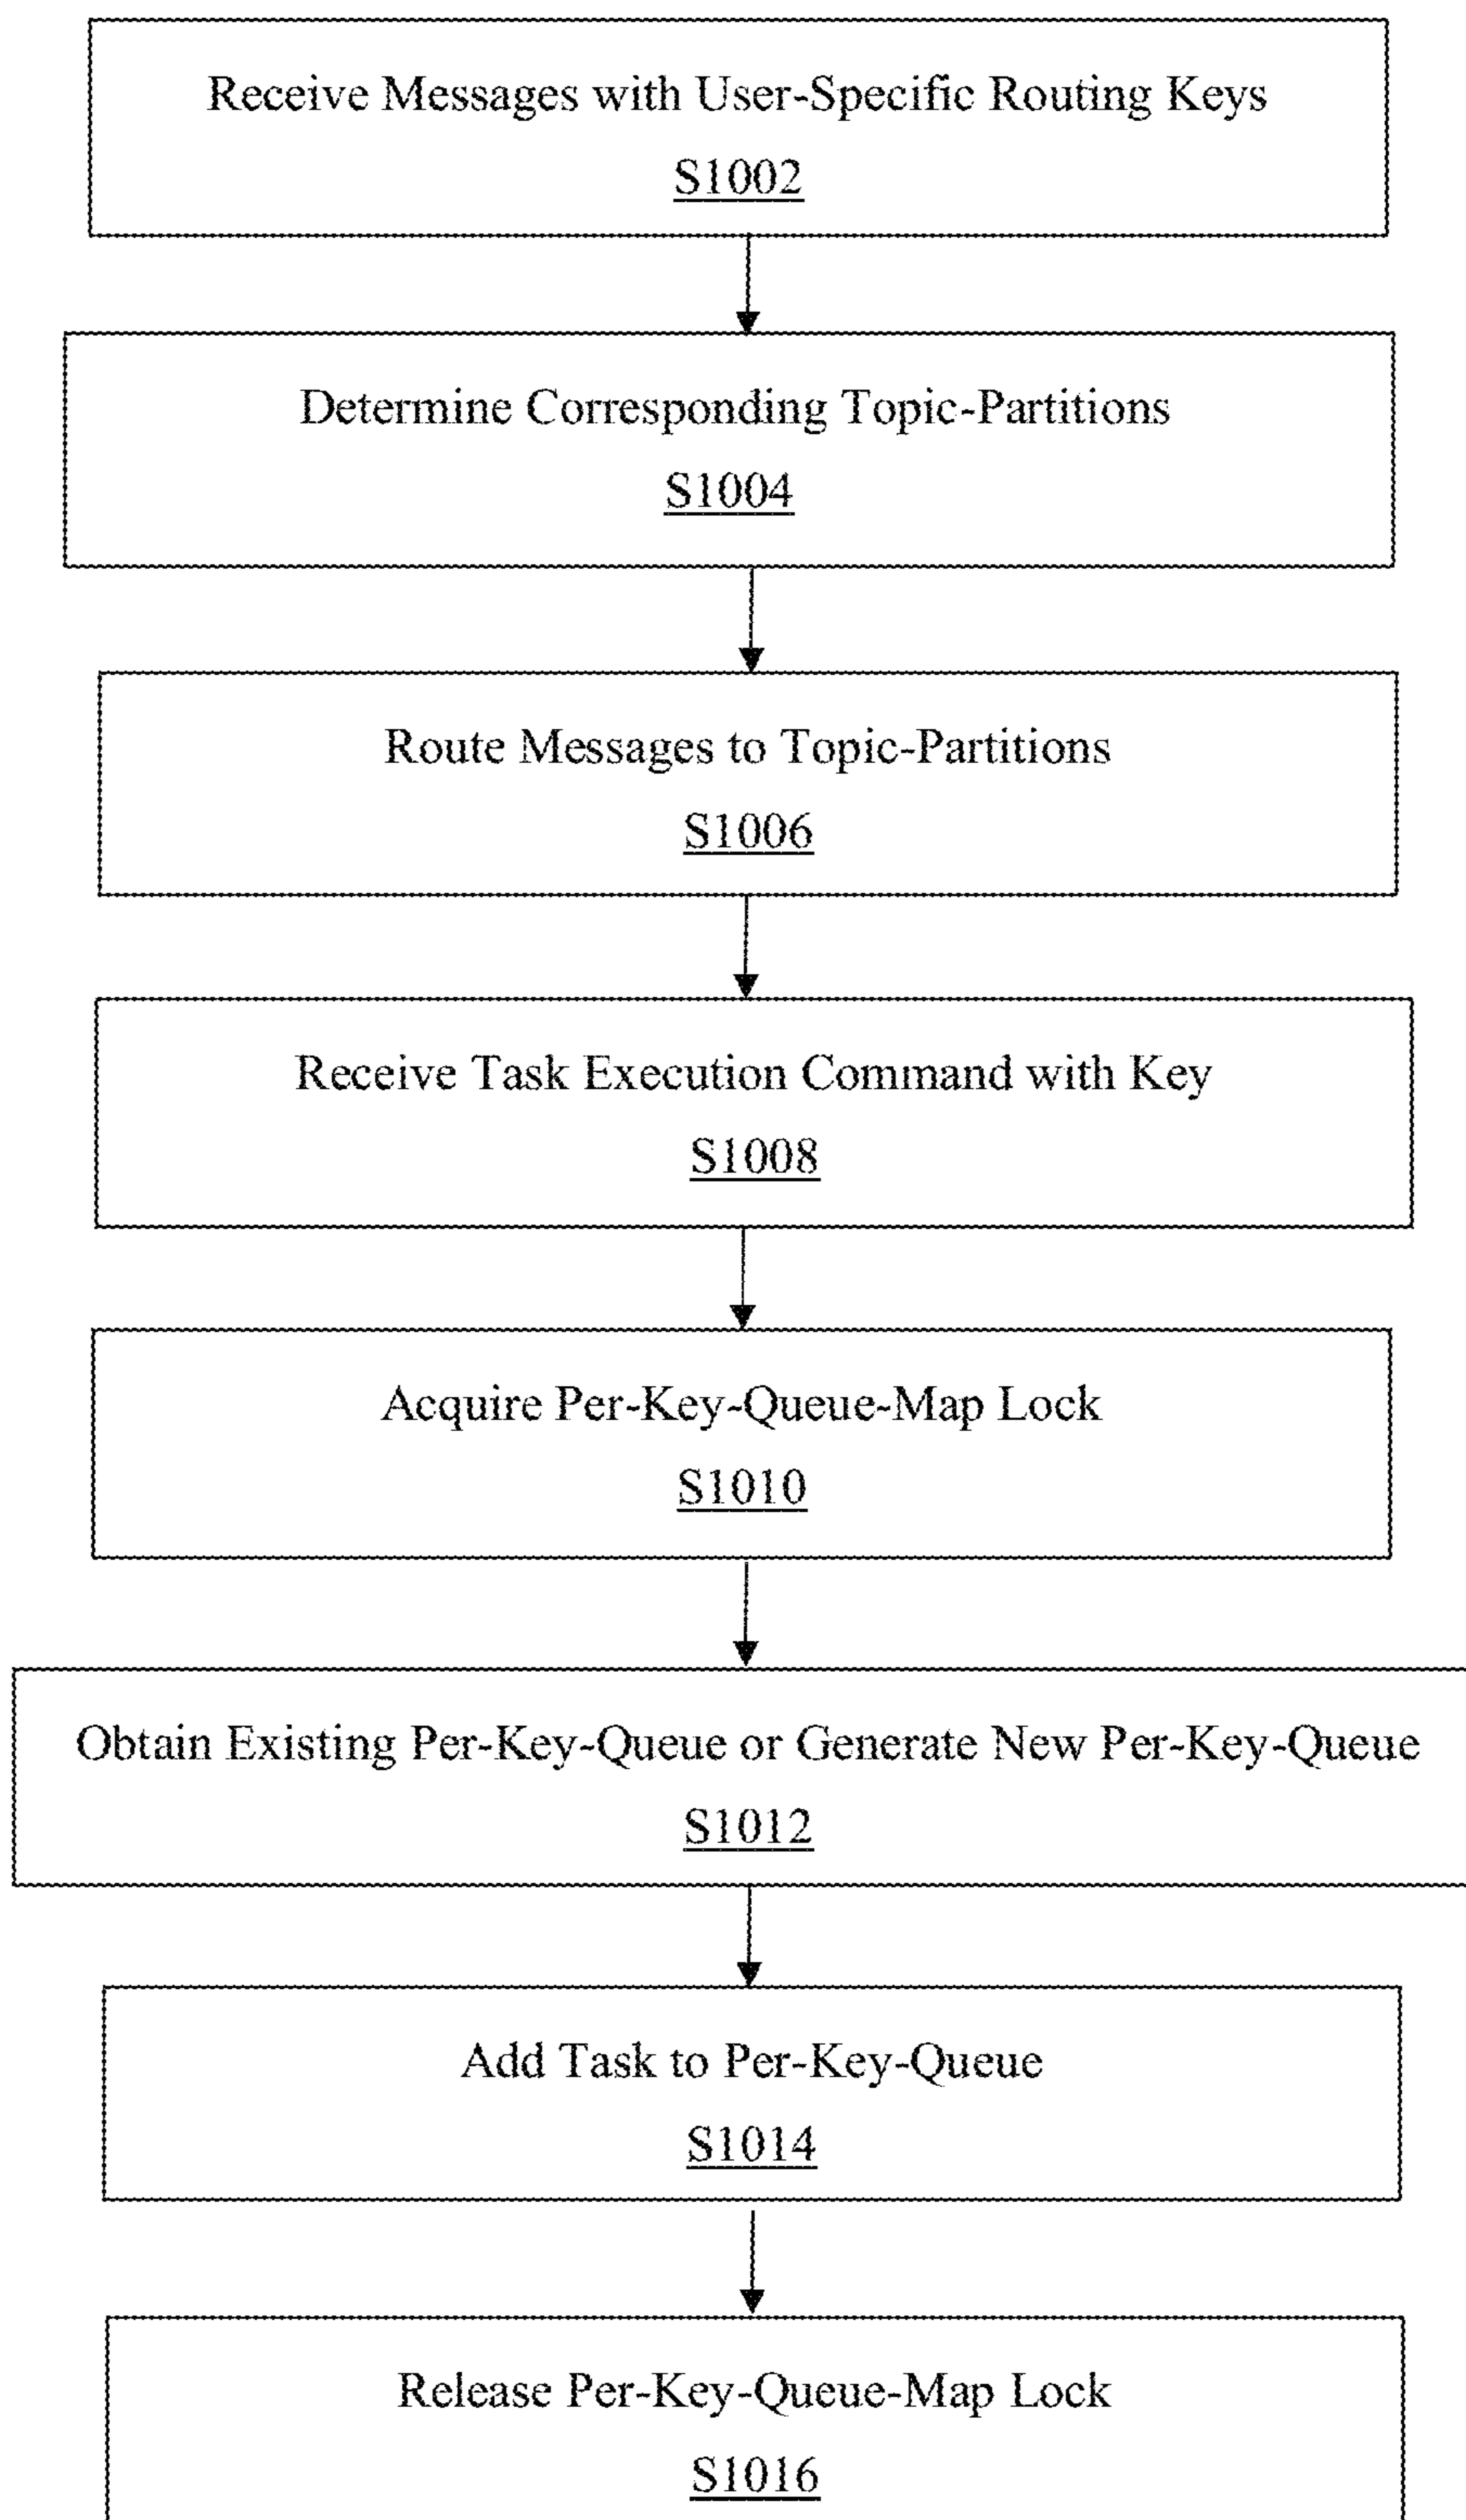 Receive Messages with User-Specific Routing Keys
S1002
Determine Corresponding Topic-Partitions
S1004
Route Messages to Topic-Partitions
S1006
Receive Task Execution Command with Key
S1008
Acquire Per-Key-Queue-Map Lock
S1010
Obtain Existing Per-Key-Queue or Generate New Per-Key-Queue
S1012
Add Task to Per-Key-Queue
S1014
Release Per-Key-Queue-Map Lock
S1016